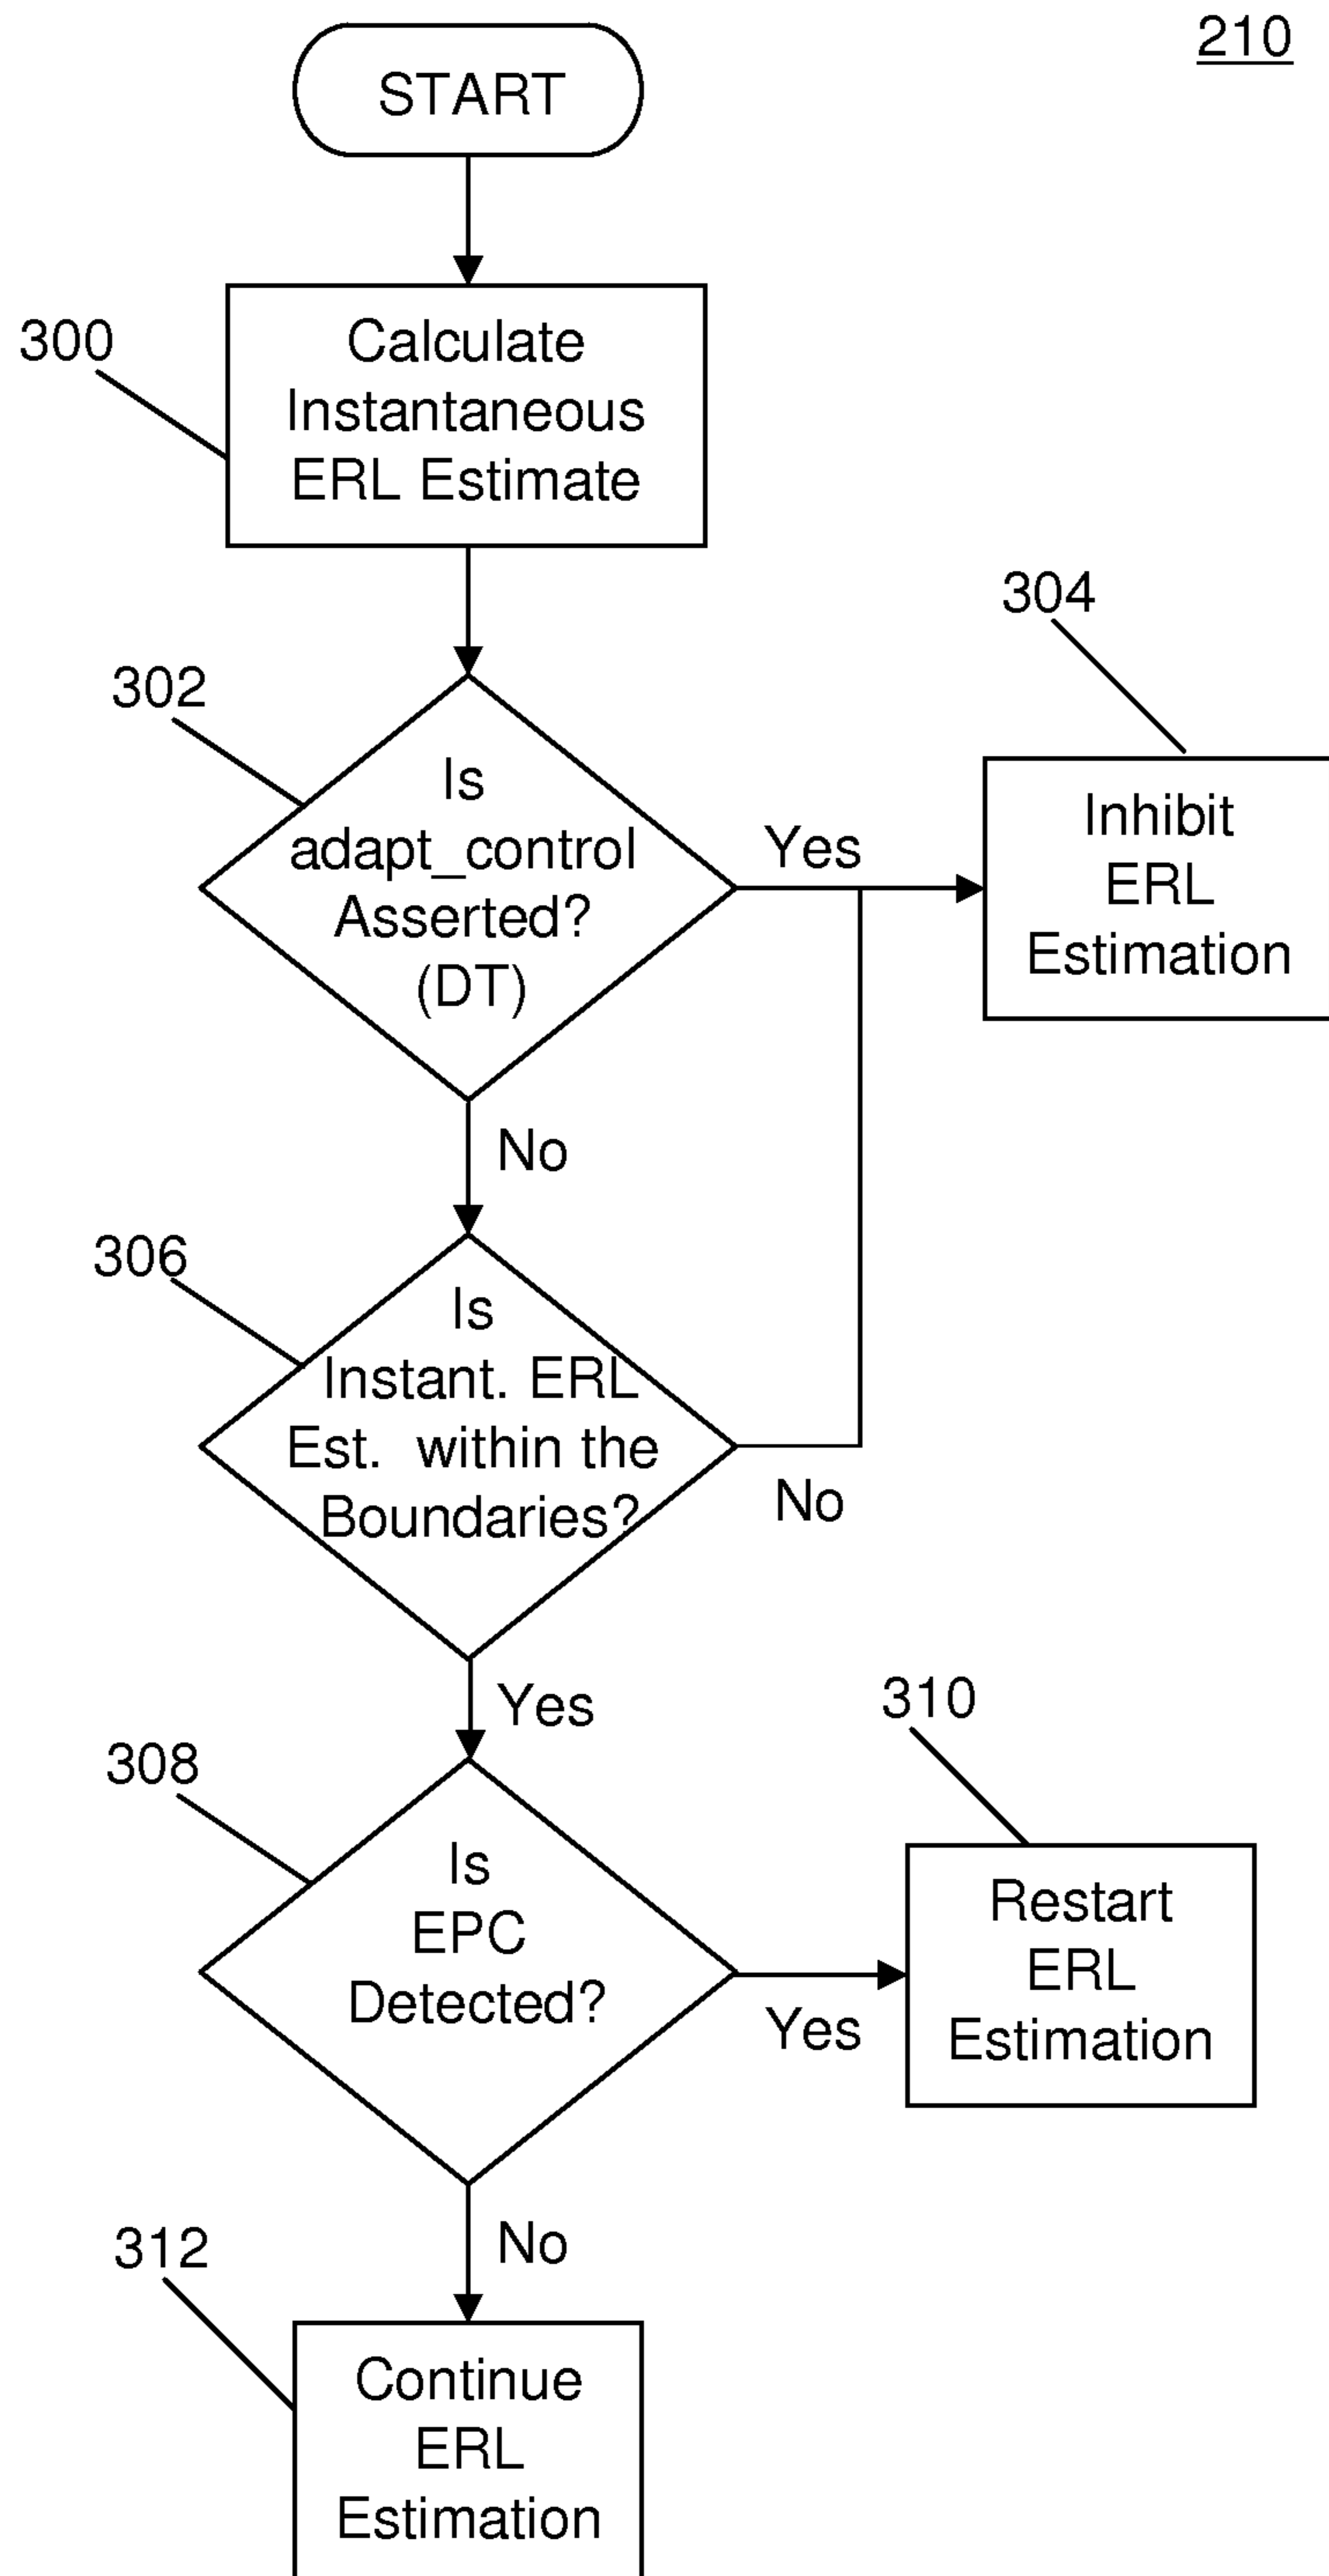 210
START
300
Calculate
Instantaneous
ERL Estimate
304
302
Is
adapt_control
Asserted?
(DT)
Yes
Inhibit
ERL
Estimation
No
306
Is
Instant. ERL
Est. within the
Boundaries?
No
Yes
310
308
Is
EPC
Detected?
Yes
Restart
ERL
Estimation
No
312
Continue
ERL
Estimation